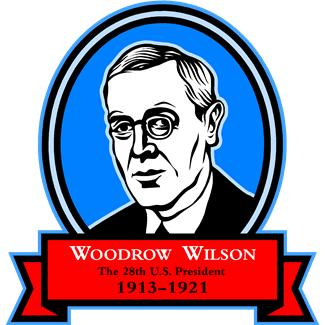 WOODROW WILSON
The 28th U.S. President
1913–1921